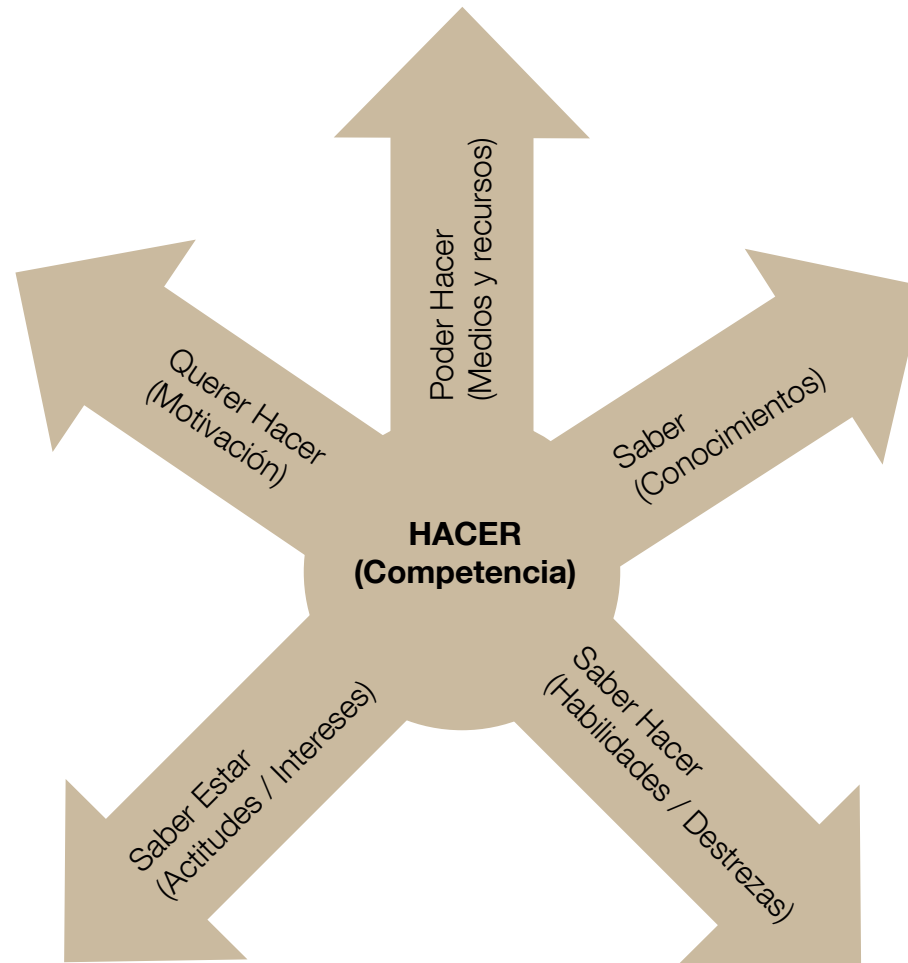 Poder Hacer
(Medios y recursos)
Querer Hacer
(Motivación)
Saber
(Conocimientos)
HACER
(Competencia)
Saber Estar
(Actitudes / Intereses)
Saber Hacer
(Habilidades / Destrezas)